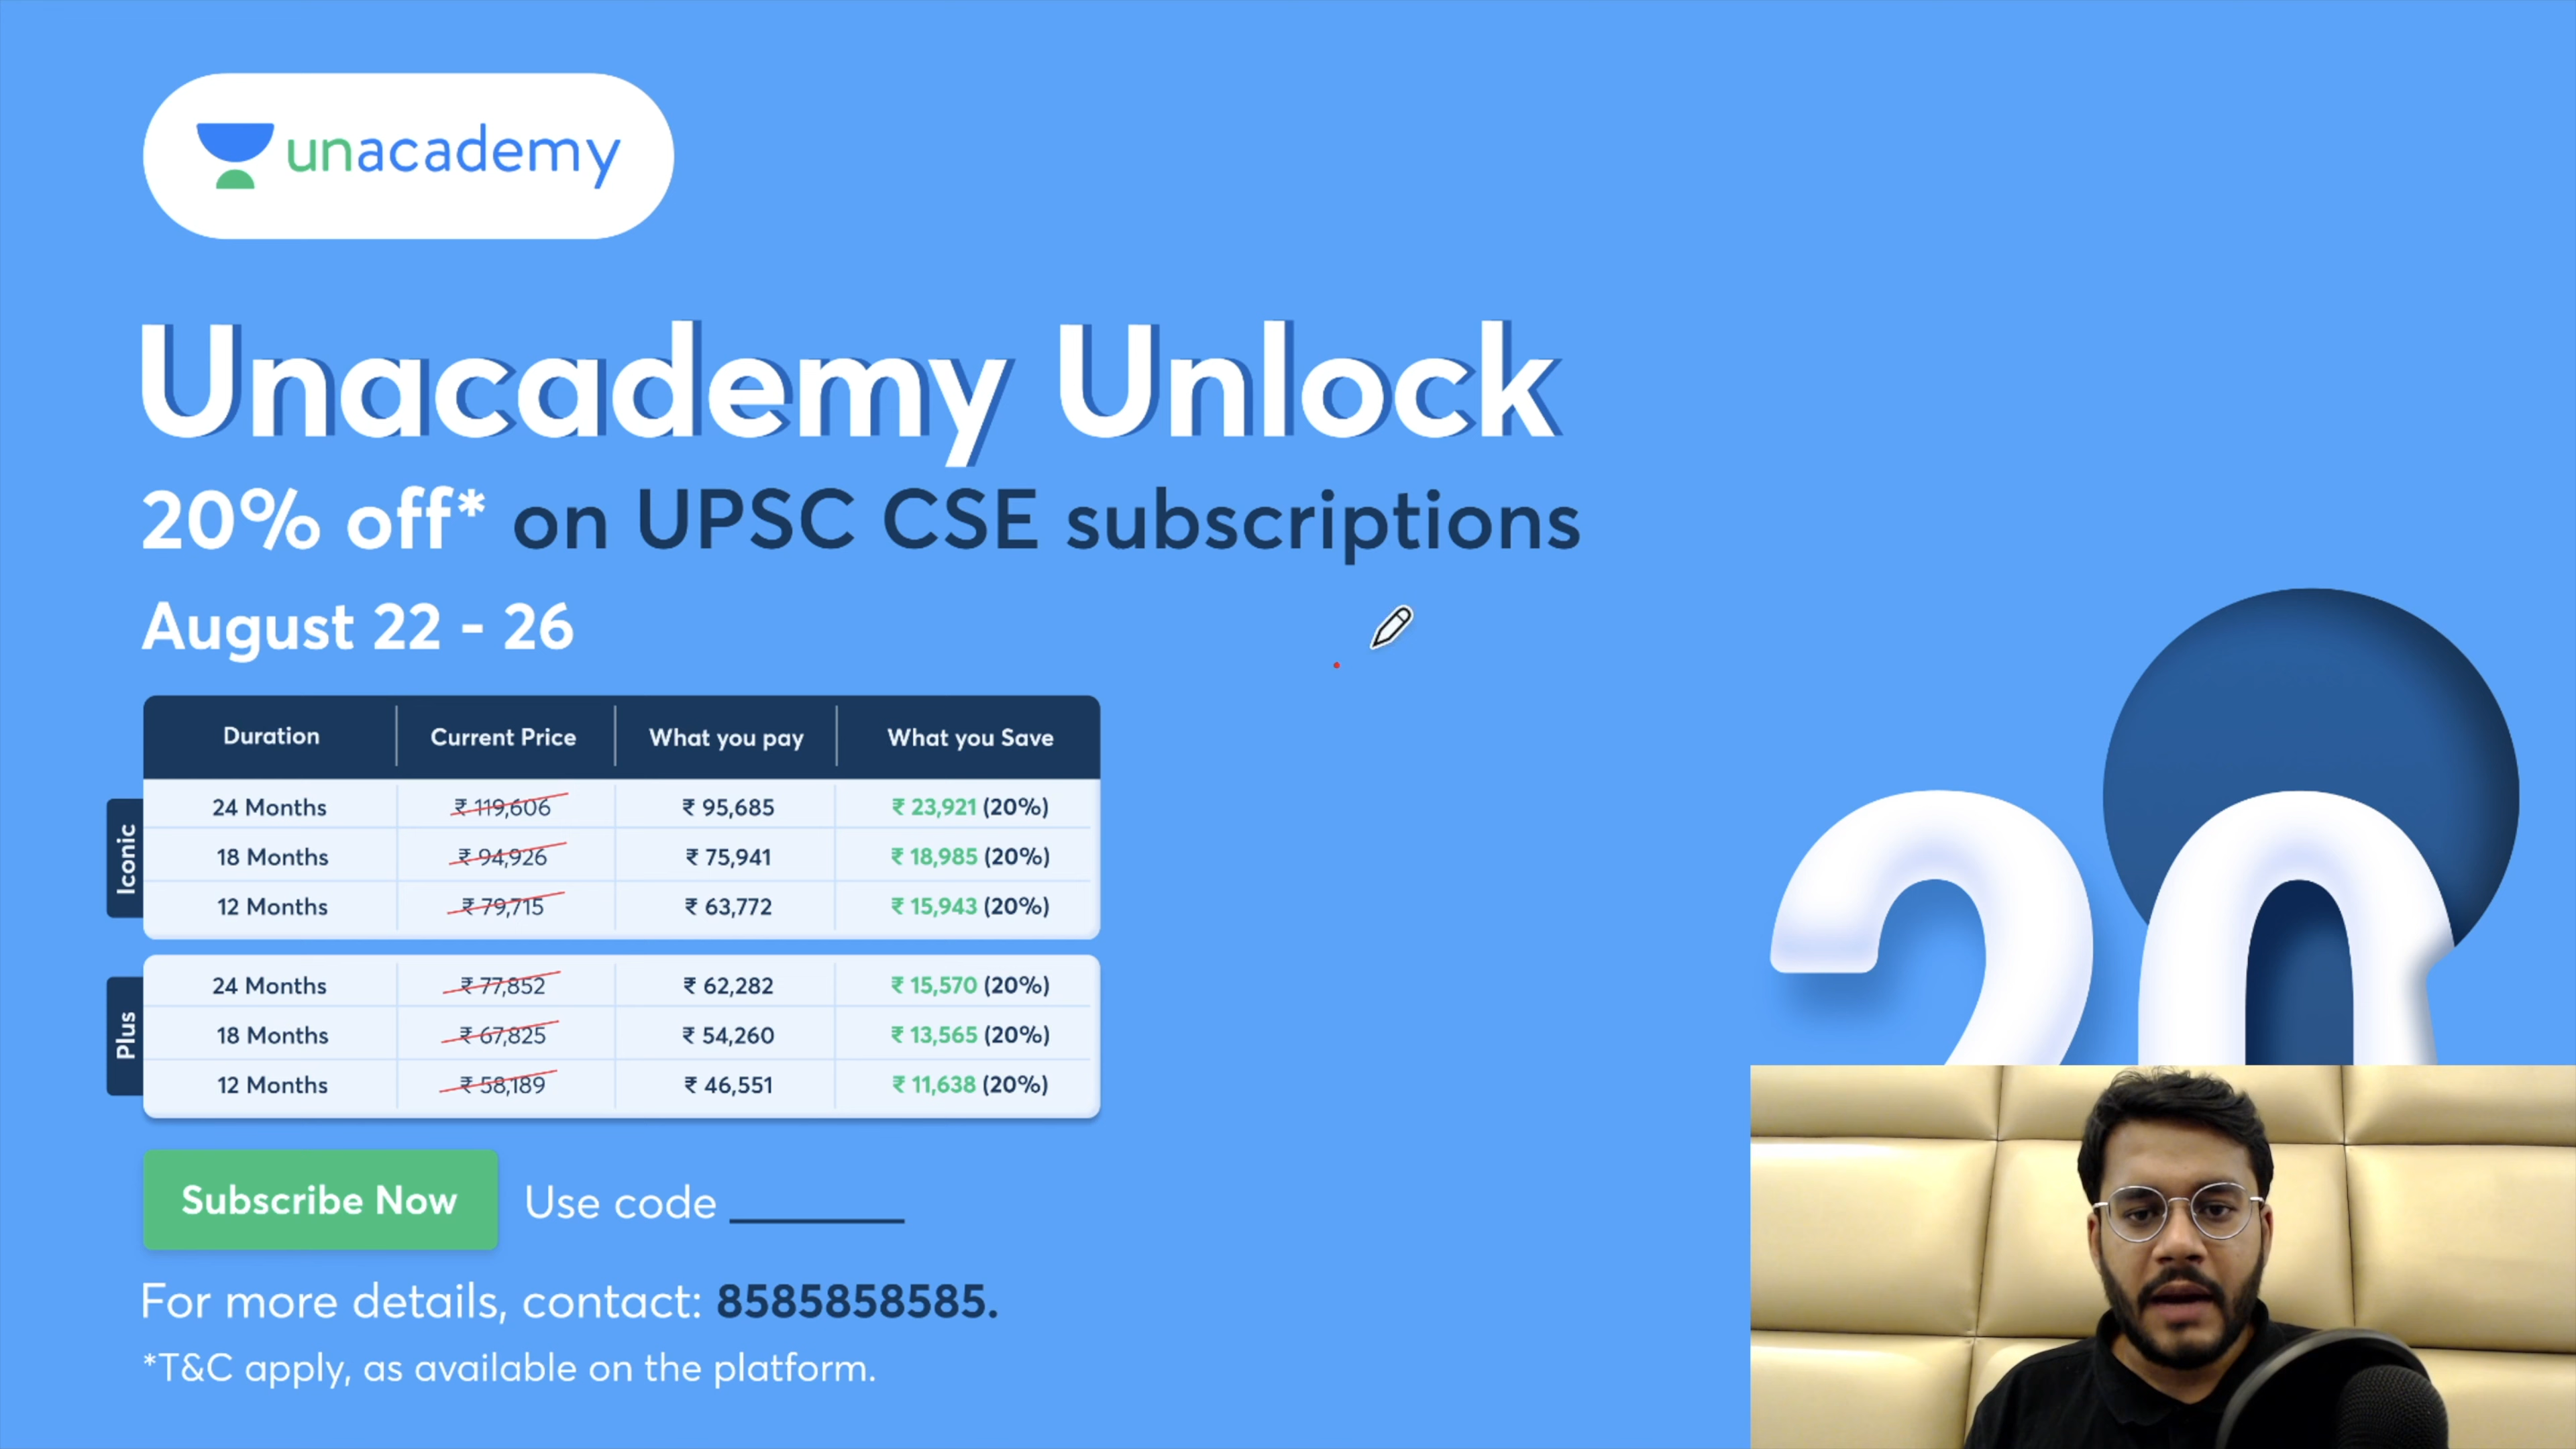 unacademy
Unacademy Unlock
20% off* on UPSC CSE subscriptions
August 22 - 26
Duration Current Price What you pay What you Save
Iconic
24 Months ₹ 119,606 ₹ 95,685 ₹ 23,921 (20%)
18 Months ₹ 94,926 ₹ 75,941 ₹ 18,985 (20%)
12 Months ₹ 79,715 ₹ 63,772 ₹ 15,943 (20%)
Plus
24 Months ₹ 77,852 ₹ 62,282 ₹ 15,570 (20%)
18 Months ₹ 67,825 ₹ 54,260 ₹ 13,565 (20%)
12 Months ₹ 58,189 ₹ 46,551 ₹ 11,638 (20%)
20
Subscribe Now Use code ________
For more details, contact: 8585858585.
*T&C apply, as available on the platform.